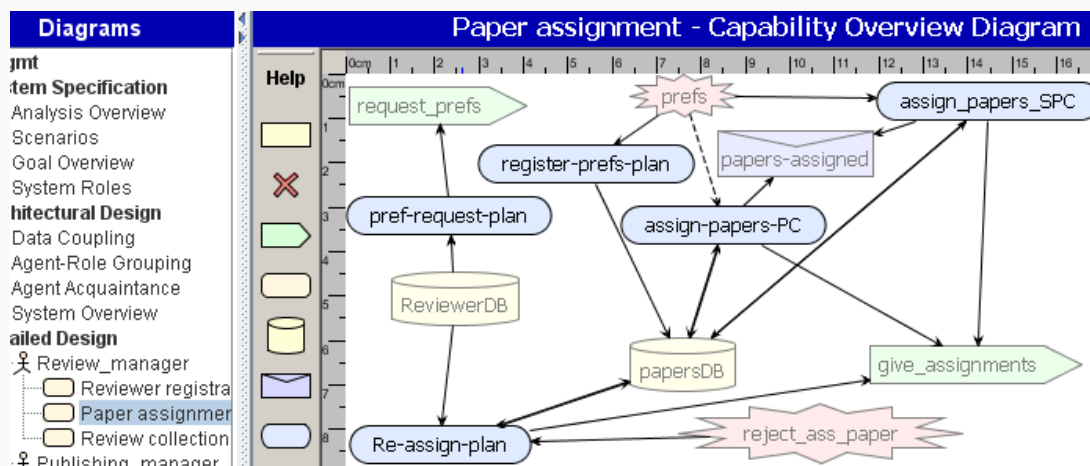 Diagrams
Paper assignment - Capability Overview Diagram
gmt
stem Specification
Analysis Overview
Scenarios
Goal Overview
System Roles
hitectural Design
Data Coupling
Agent-Role Grouping
Agent Acquaintance
System Overview
ailed Design
Review_manager
Reviewer registra
Paper assignmer
Review collection
Publishing_manager
Help
0cm 1 2 3 4 5 6 7 8 9 10 11 12 13 14 15 16
0cm
1
2
3
4
5
6
7
8
request_prefs
prefs
assign_papers_SPC
register-prefs-plan
papers-assigned
pref-request-plan
assign-papers-PC
ReviewerDB
papersDB
give_assignments
Re-assign-plan
reject_ass_paper